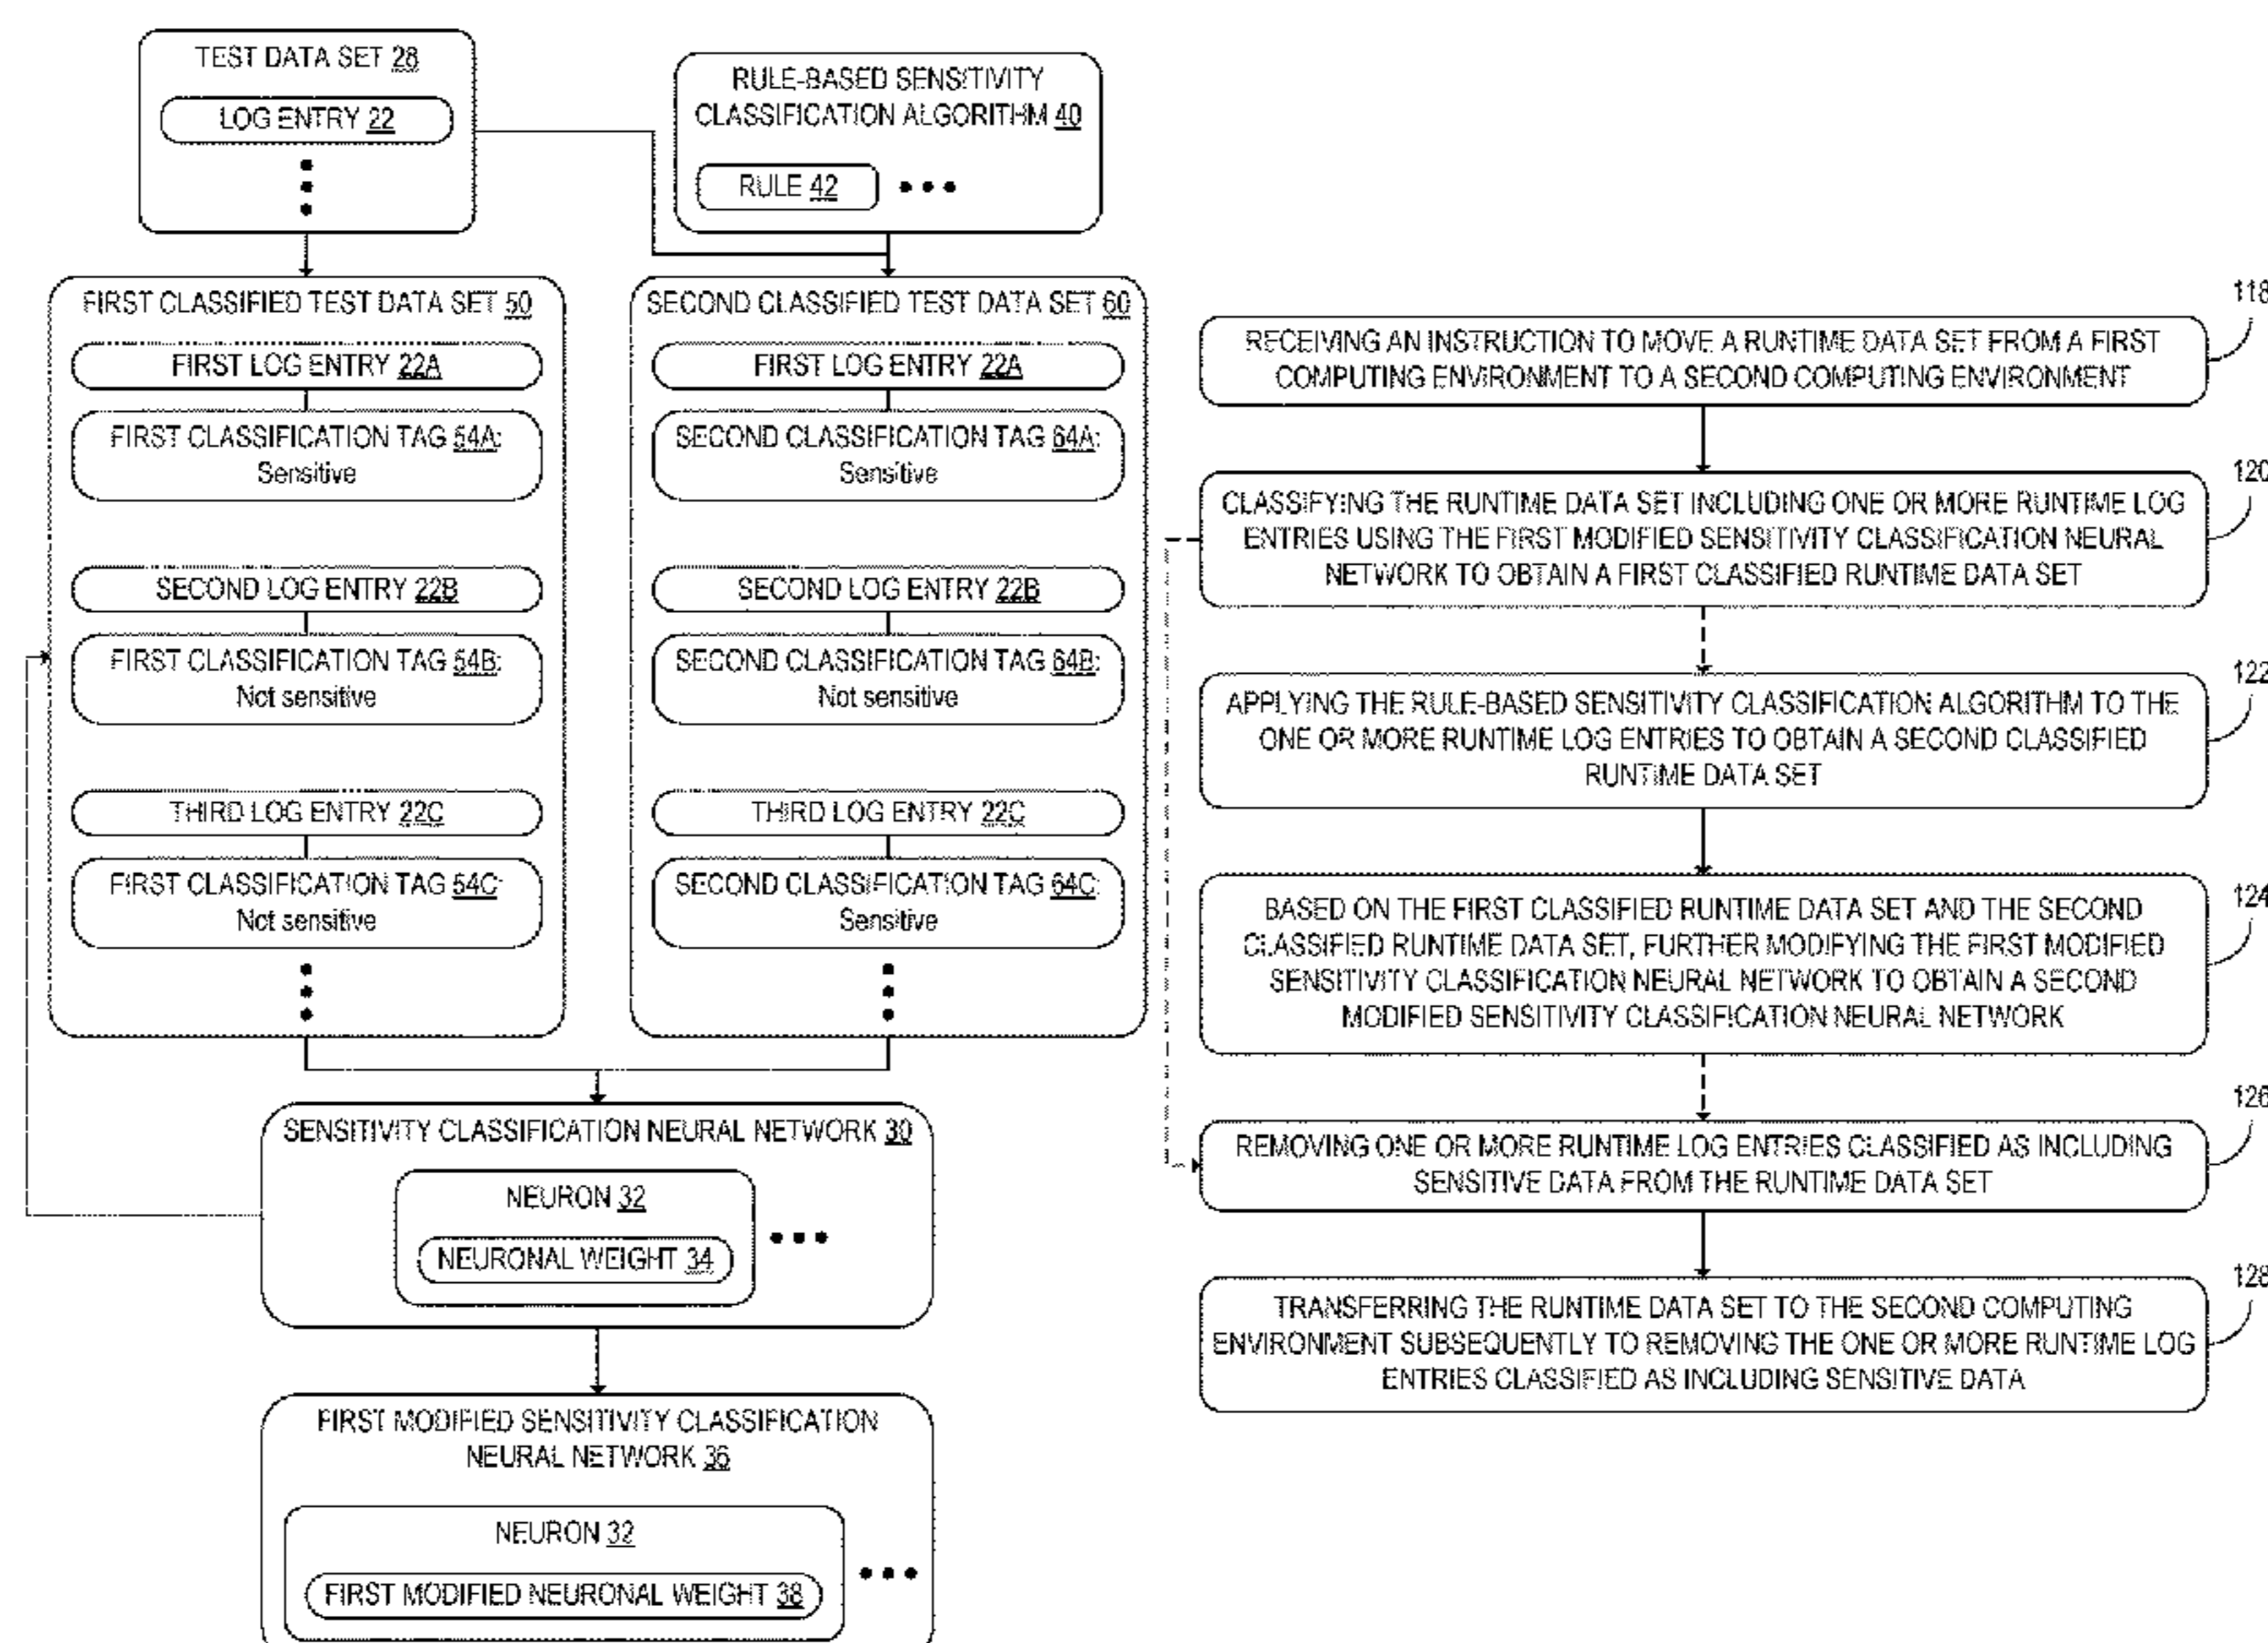 TEST DATA SET 28
LOG ENTRY 22
RULE-BASED SENSITIVITY
CLASSIFICATION ALGORITHM 40
RULE 42
FIRST CLASSIFIED TEST DATA SET 50
FIRST LOG ENTRY 22A
FIRST CLASSIFICATION TAG 54A:
Sensitive
SECOND LOG ENTRY 22B
FIRST CLASSIFICATION TAG 54B:
Not sensitive
THIRD LOG ENTRY 22C
FIRST CLASSIFICATION TAG 54C:
Not sensitive
SECOND CLASSIFIED TEST DATA SET 60
FIRST LOG ENTRY 22A
SECOND CLASSIFICATION TAG 64A:
Sensitive
SECOND LOG ENTRY 22B
SECOND CLASSIFICATION TAG 64B:
Not sensitive
THIRD LOG ENTRY 22C
SECOND CLASSIFICATION TAG 64C:
Sensitive
SENSITIVITY CLASSIFICATION NEURAL NETWORK 30
NEURON 32
NEURONAL WEIGHT 34
FIRST MODIFIED SENSITIVITY CLASSIFICATION
NEURAL NETWORK 36
NEURON 32
FIRST MODIFIED NEURONAL WEIGHT 38
118
RECEIVING AN INSTRUCTION TO MOVE A RUNTIME DATA SET FROM A FIRST
COMPUTING ENVIRONMENT TO A SECOND COMPUTING ENVIRONMENT
120
CLASSIFYING THE RUNTIME DATA SET INCLUDING ONE OR MORE RUNTIME LOG
ENTRIES USING THE FIRST MODIFIED SENSITIVITY CLASSIFICATION NEURAL
NETWORK TO OBTAIN A FIRST CLASSIFIED RUNTIME DATA SET
122
APPLYING THE RULE-BASED SENSITIVITY CLASSIFICATION ALGORITHM TO THE
ONE OR MORE RUNTIME LOG ENTRIES TO OBTAIN A SECOND CLASSIFIED
RUNTIME DATA SET
124
BASED ON THE FIRST CLASSIFIED RUNTIME DATA SET AND THE SECOND
CLASSIFIED RUNTIME DATA SET, FURTHER MODIFYING THE FIRST MODIFIED
SENSITIVITY CLASSIFICATION NEURAL NETWORK TO OBTAIN A SECOND
MODIFIED SENSITIVITY CLASSIFICATION NEURAL NETWORK
126
REMOVING ONE OR MORE RUNTIME LOG ENTRIES CLASSIFIED AS INCLUDING
SENSITIVE DATA FROM THE RUNTIME DATA SET
128
TRANSFERRING THE RUNTIME DATA SET TO THE SECOND COMPUTING
ENVIRONMENT SUBSEQUENTLY TO REMOVING THE ONE OR MORE RUNTIME LOG
ENTRIES CLASSIFIED AS INCLUDING SENSITIVE DATA